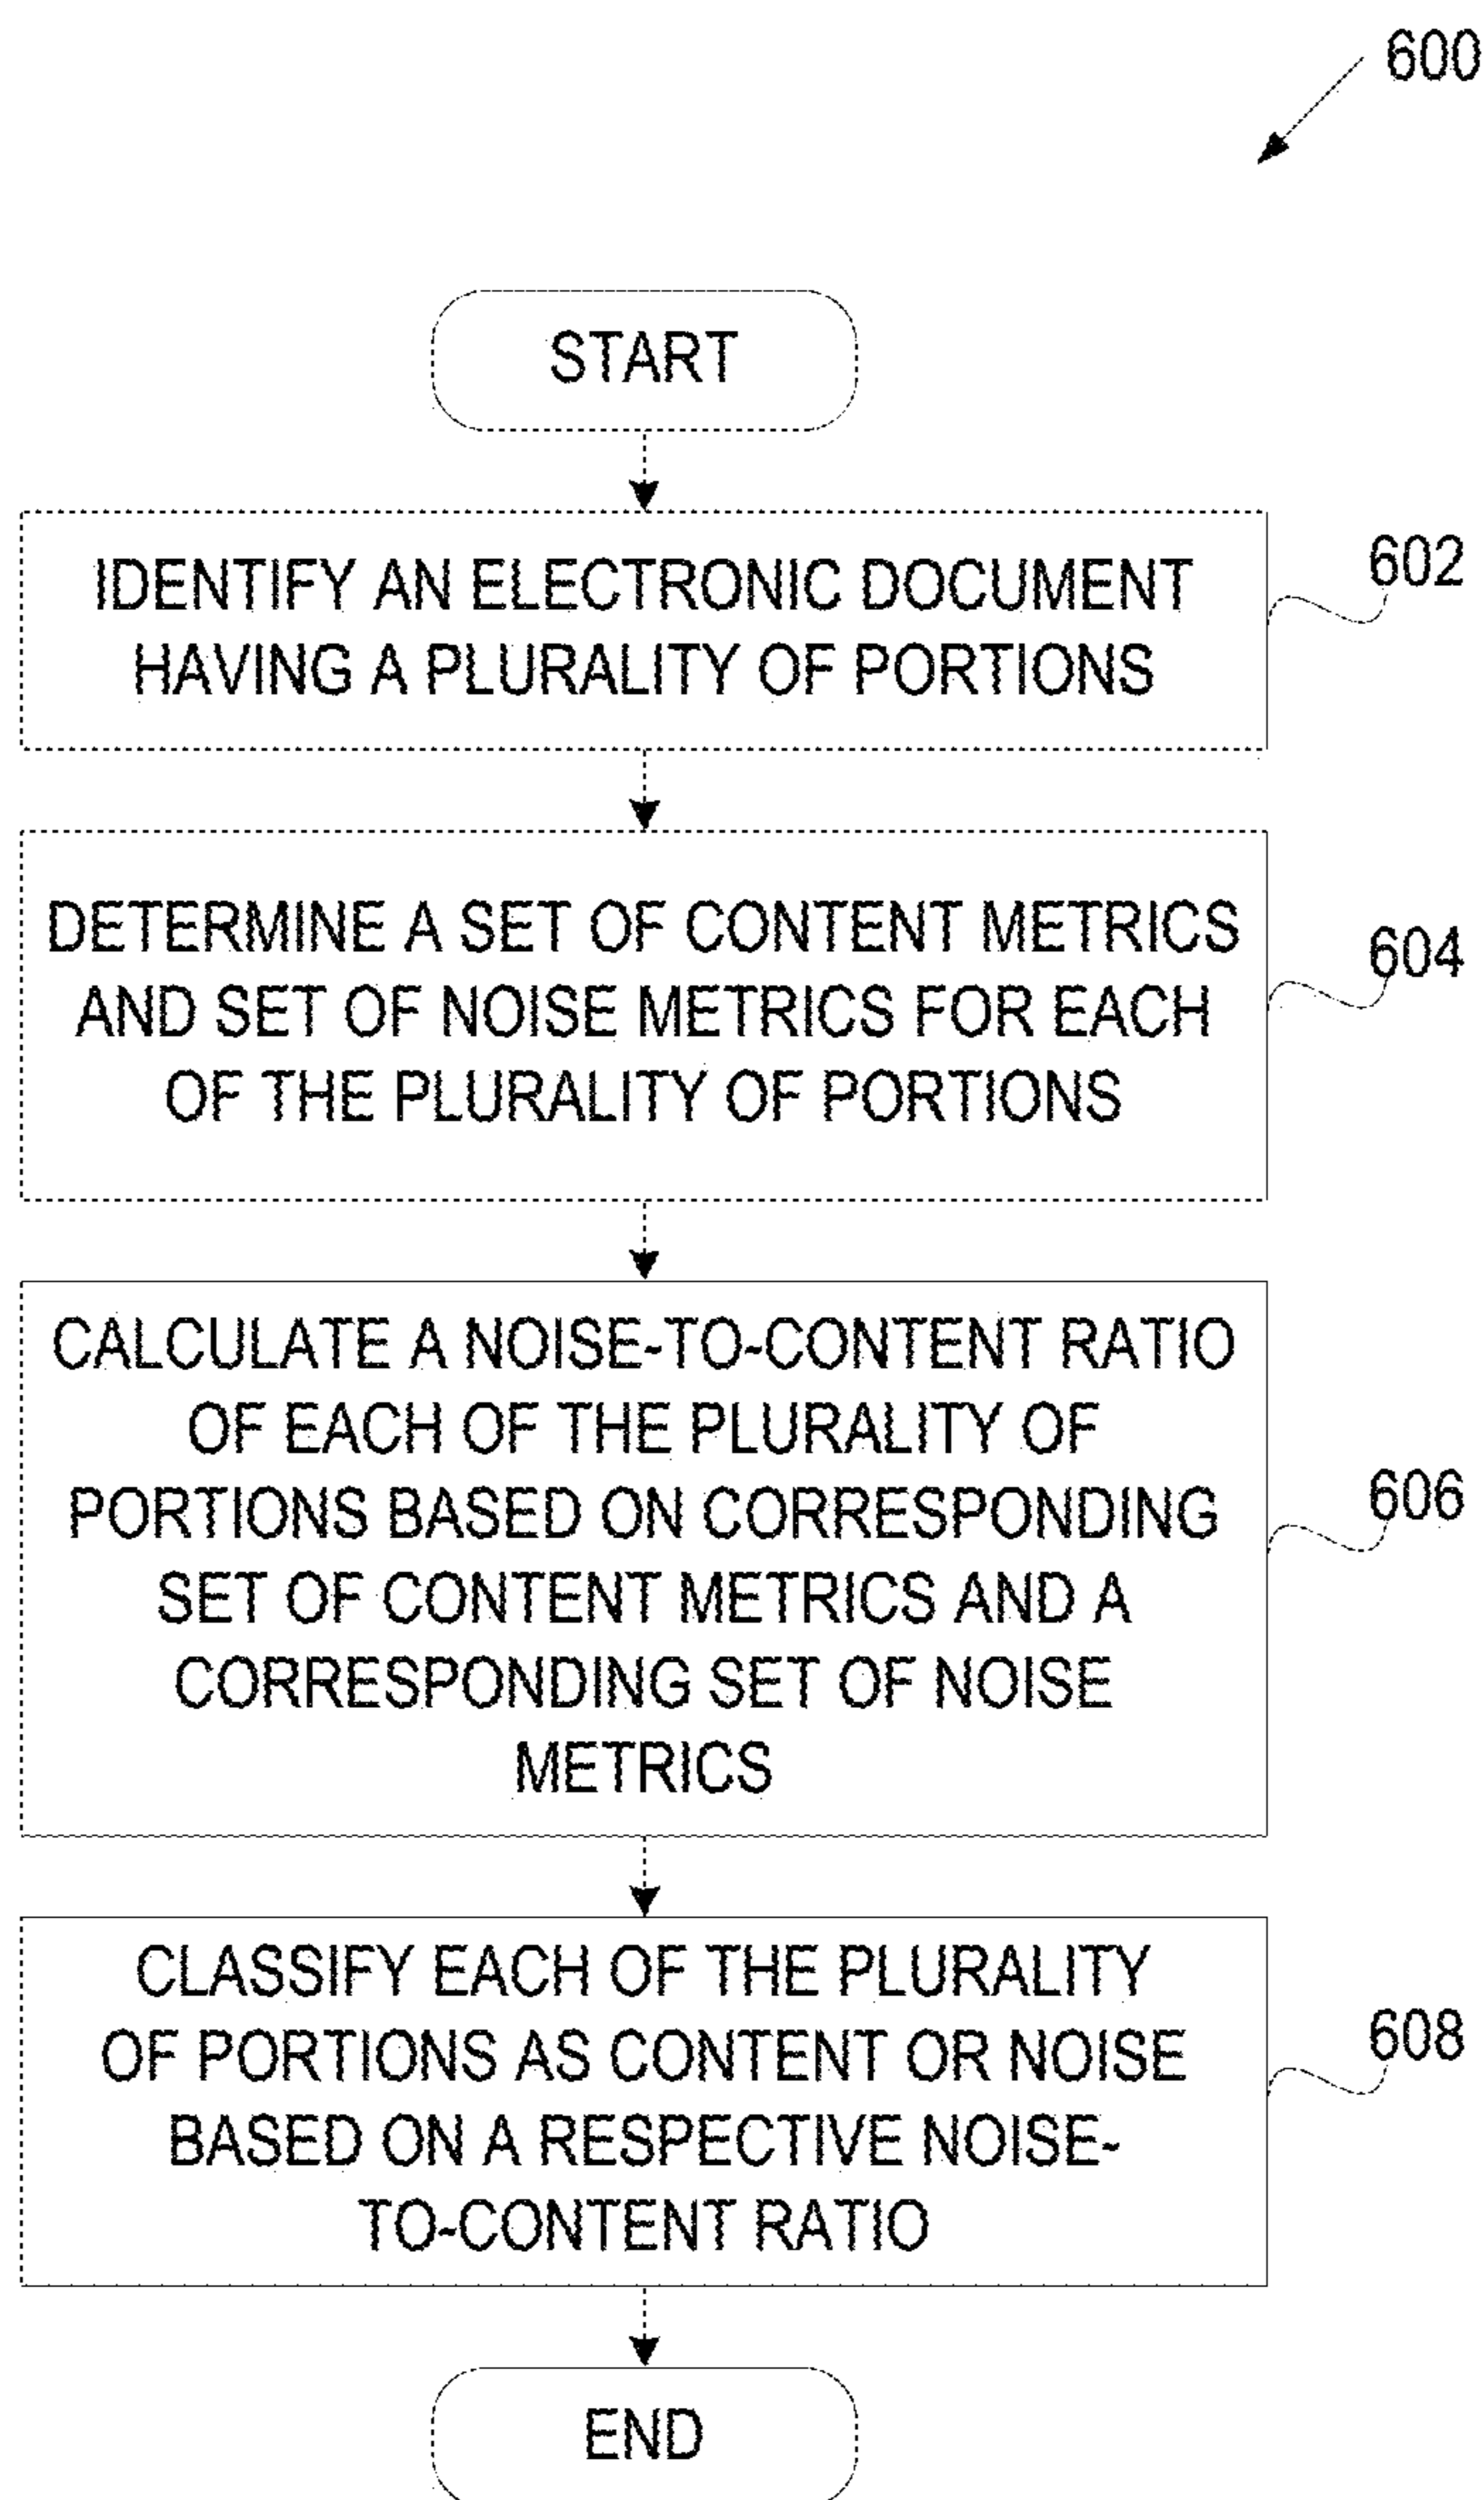 600
START
IDENTIFY AN ELECTRONIC DOCUMENT
HAVING A PLURALITY OF PORTIONS
602
DETERMINE A SET OF CONTENT METRICS
AND SET OF NOISE METRICS FOR EACH
OF THE PLURALITY OF PORTIONS
604
CALCULATE A NOISE-TO-CONTENT RATIO
OF EACH OF THE PLURALITY OF
PORTIONS BASED ON CORRESPONDING
SET OF CONTENT METRICS AND A
CORRESPONDING SET OF NOISE
METRICS
606
CLASSIFY EACH OF THE PLURALITY
OF PORTIONS AS CONTENT OR NOISE
BASED ON A RESPECTIVE NOISE-
TO-CONTENT RATIO
608
END